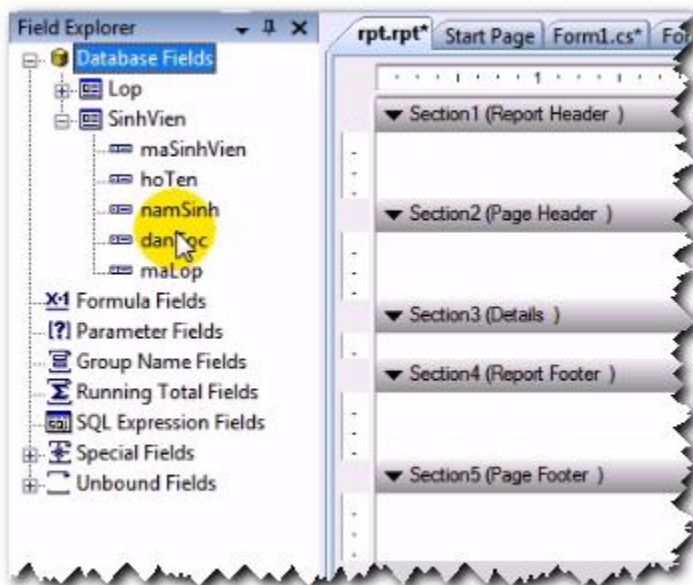 Field Explorer
Database Fields
Lop
SinhVien
maSinhVien
hoTen
namSinh
maLop
X·1 Formula Fields
[?] Parameter Fields
Group Name Fields
Running Total Fields
SQL Expression Fields
Special Fields
Unbound Fields
rpt.rpt* Start Page Form1.cs*
Section1 (Report Header )
Section2 (Page Header )
Section3 (Details )
Section4 (Report Footer )
Section5 (Page Footer )